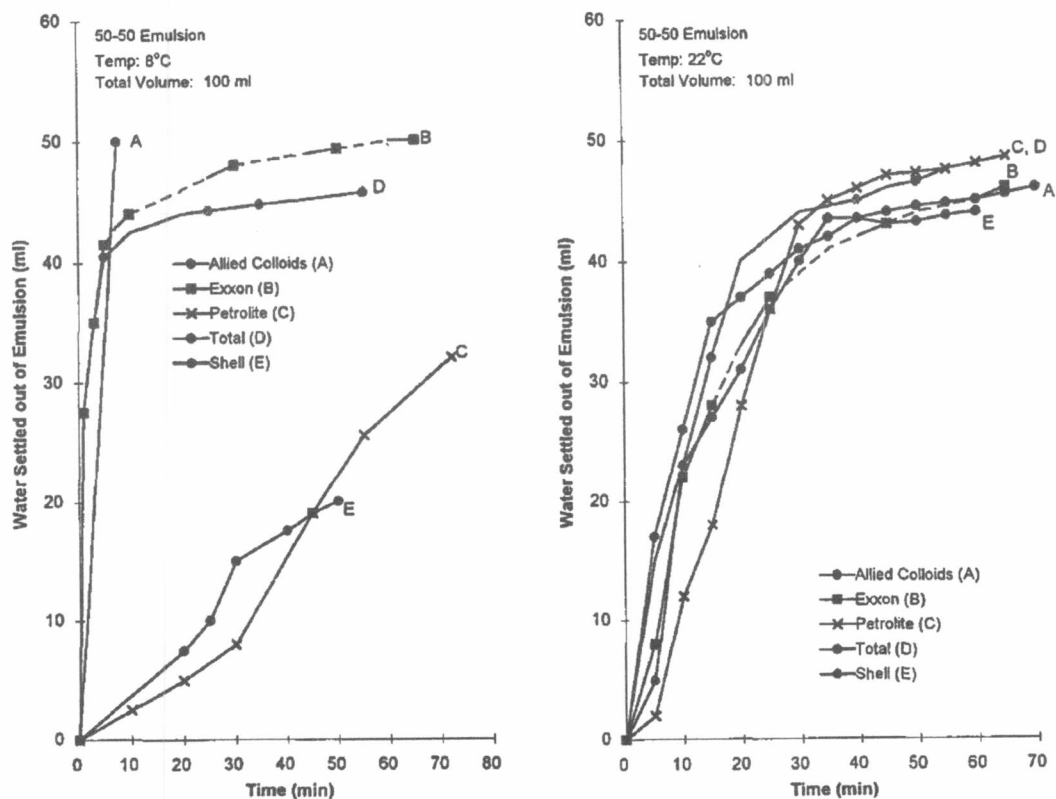 50-50 Emulsion
Temp: 8°C
Total Volume: 100 ml
60
50
40
30
20
10
0
Water Settled out of Emulsion (ml)
A
B
D
C
E
Allied Colloids (A)
Exxon (B)
Petrolite (C)
Total (D)
Shell (E)
0 10 20 30 40 50 60 70 80
Time (min)
50-50 Emulsion
Temp: 22°C
Total Volume: 100 ml
60
50
40
30
20
10
0
Water Settled out of Emulsion (ml)
C, D
B
A
E
Allied Colloids (A)
Exxon (B)
Petrolite (C)
Total (D)
Shell (E)
0 10 20 30 40 50 60 70
Time (min)